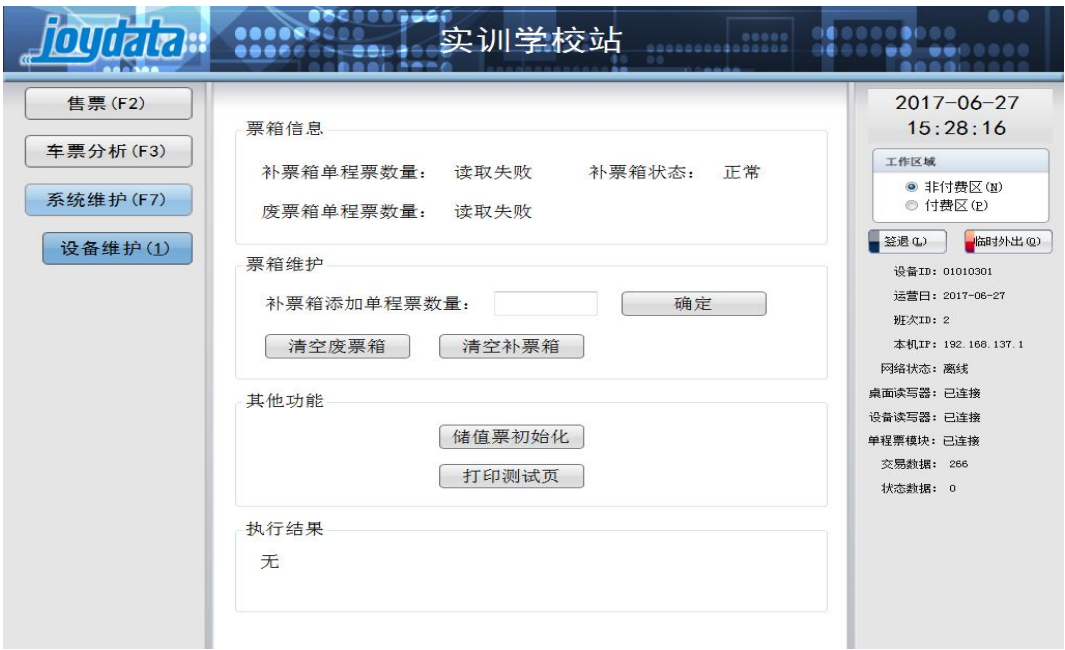 joydata
实训学校站
售票(F2)
车票分析(F3)
系统维护(F7)
设备维护(1)
票箱信息
补票箱单程票数量： 读取失败 补票箱状态： 正常
废票箱单程票数量： 读取失败
票箱维护
补票箱添加单程票数量： 确定
清空废票箱 清空补票箱
其他功能
储值票初始化
打印测试页
执行结果
无
2017-06-27
15:28:16
工作区域
非付费区(N)
付费区(P)
签退(L) 临时外出(O)
设备ID: 01010301
运营日: 2017-06-27
班次ID: 2
本机IP: 192.168.137.1
网络状态: 离线
桌面读写器: 已连接
设备读写器: 已连接
单程票模块: 已连接
交易数据: 266
状态数据: 0